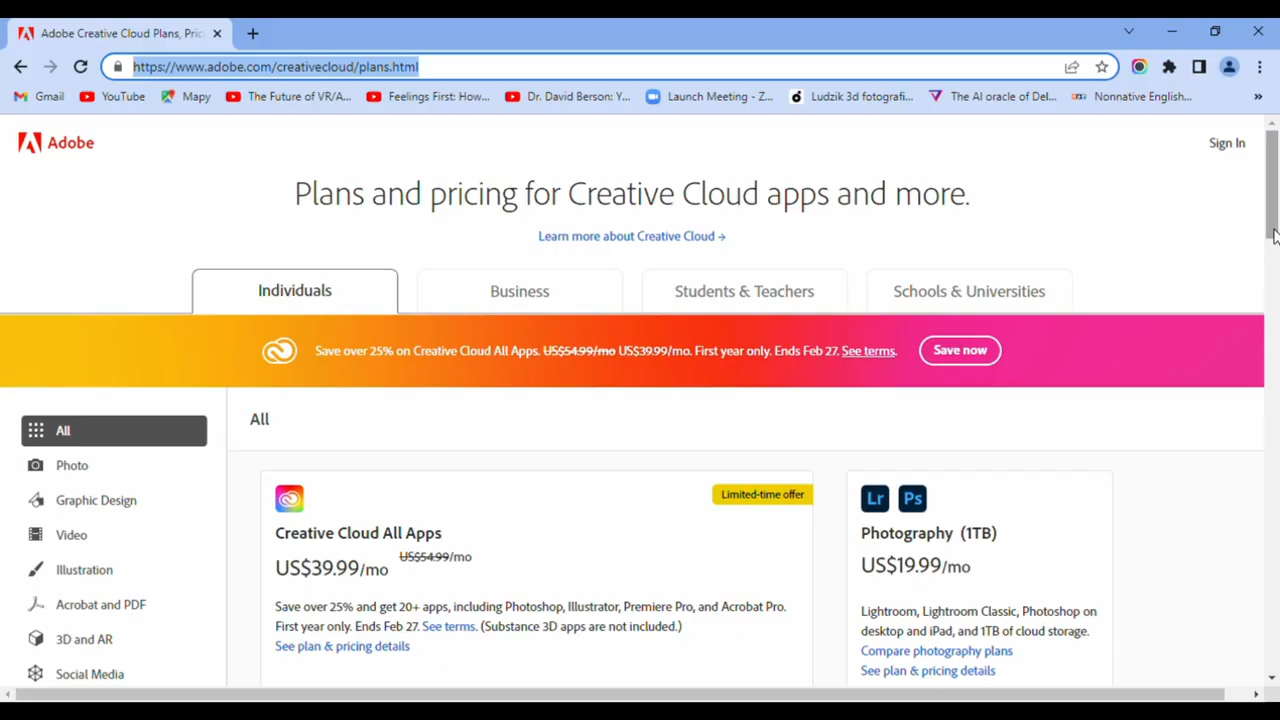 Adobe Creative Cloud Plans, Pric
https://www.adobe.com/creativecloud/plans.html
Gmail
YouTube
Mapy
The Future of VR/A...
Feelings First: How...
Dr. David Berson: Y...
Launch Meeting - Z...
Ludzik 3d fotografi...
The AI oracle of Del...
Nonnative English...
»
Adobe
Sign In
Plans and pricing for Creative Cloud apps and more.
Learn more about Creative Cloud →
Individuals
Business
Students & Teachers
Schools & Universities
Save over 25% on Creative Cloud All Apps. US$54.99/mo US$39.99/mo. First year only. Ends Feb 27. See terms.
Save now
All
Photo
Graphic Design
Video
Illustration
Acrobat and PDF
3D and AR
Social Media
All
Limited-time offer
Creative Cloud All Apps
US$39.99/mo US$54.99/mo
Save over 25% and get 20+ apps, including Photoshop, Illustrator, Premiere Pro, and Acrobat Pro.
First year only. Ends Feb 27. See terms. (Substance 3D apps are not included.)
See plan & pricing details
Lr Ps
Photography (1TB)
US$19.99/mo
Lightroom, Lightroom Classic, Photoshop on
desktop and iPad, and 1TB of cloud storage.
Compare photography plans
See plan & pricing details